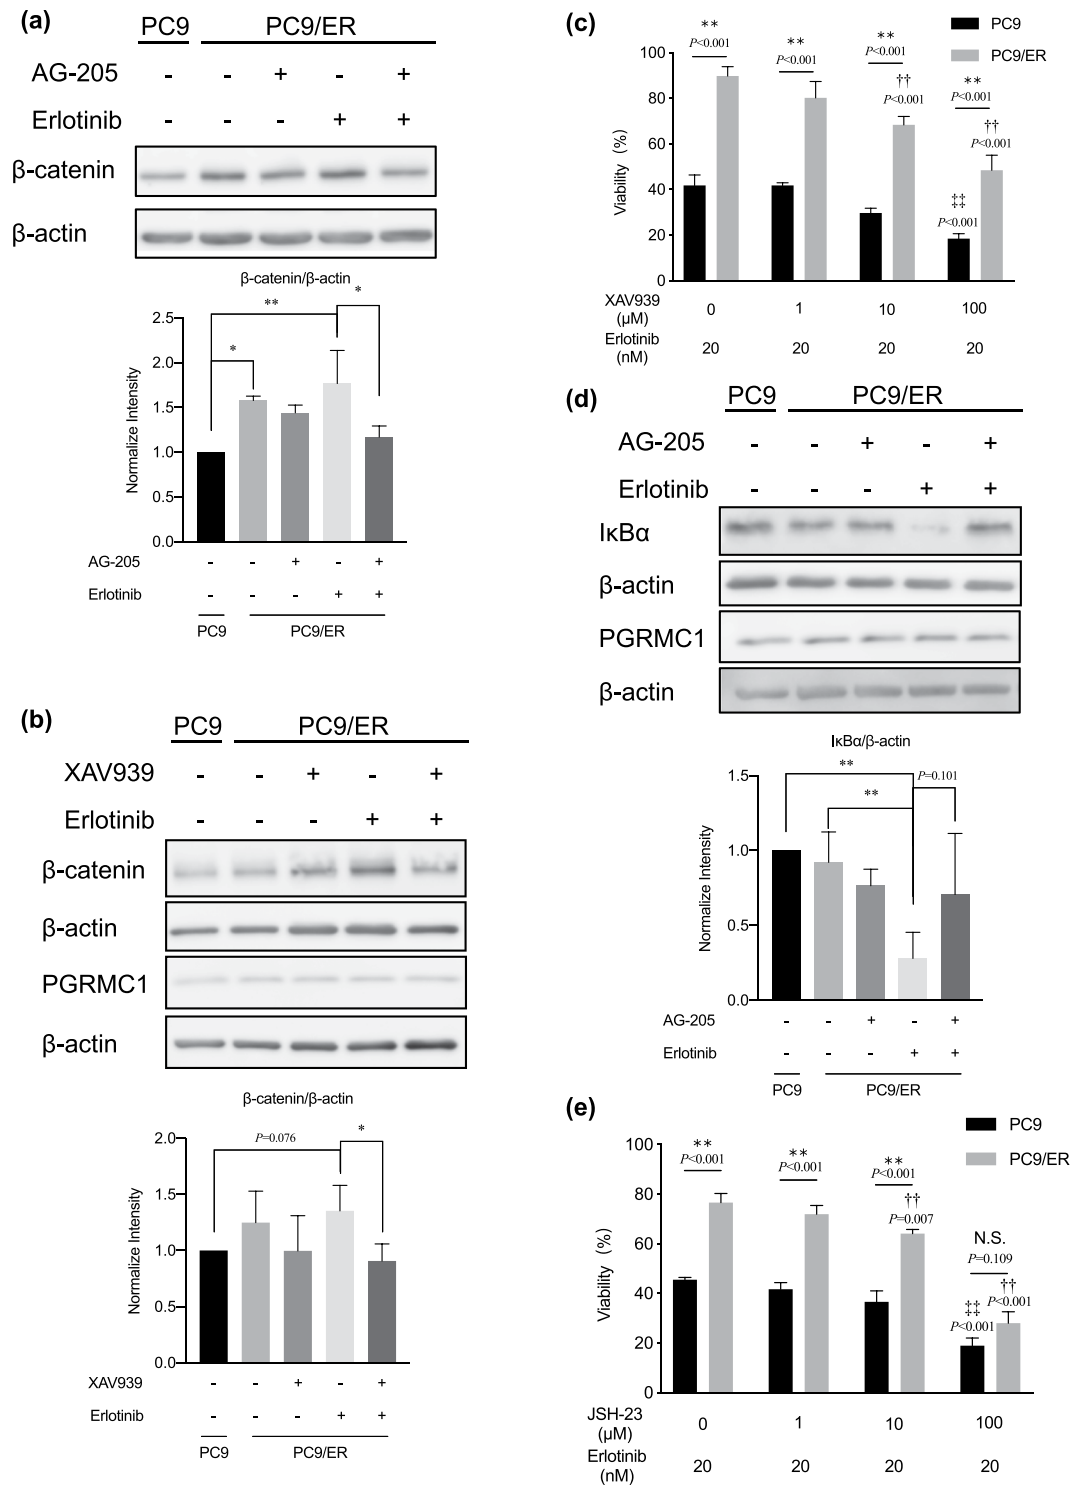 (a)
PC9 PC9/ER
AG-205 - - + - +
Erlotinib - - - + +
β-catenin
β-actin
β-catenin/β-actin
** *
*
2.5
2.0
1.5
1.0
0.5
0.0
Normalize Intensity
AG-205 - - + - +
Erlotinib - - - + +
PC9 PC9/ER
(b)
PC9 PC9/ER
XAV939 - - + - +
Erlotinib - - - + +
β-catenin
β-actin
PGRMC1
β-actin
β-catenin/β-actin
P=0.076 *
2.0
1.5
1.0
0.5
0.0
Normalize Intensity
XAV939 - - + - +
Erlotinib - - - + +
PC9 PC9/ER
(c)
PC9
PC9/ER
** ** ** **
P<0.001 P<0.001 P<0.001 P<0.001
†† ††
P<0.001 P<0.001
‡‡
P<0.001
100
80
60
40
20
0
Viability (%)
XAV939 (μM) 0 1 10 100
Erlotinib (nM) 20 20 20 20
(d)
PC9 PC9/ER
AG-205 - - + - +
Erlotinib - - - + +
IκBα
β-actin
PGRMC1
β-actin
IκBα/β-actin
** P=0.101
**
1.5
1.0
0.5
0.0
Normalize Intensity
AG-205 - - + - +
Erlotinib - - - + +
PC9 PC9/ER
(e)
PC9
PC9/ER
** ** ** N.S.
P<0.001 P<0.001 P<0.001 P=0.109
†† ††
P=0.007 P<0.001
‡‡
P<0.001
100
80
60
40
20
0
Viability (%)
JSH-23 (μM) 0 1 10 100
Erlotinib (nM) 20 20 20 20